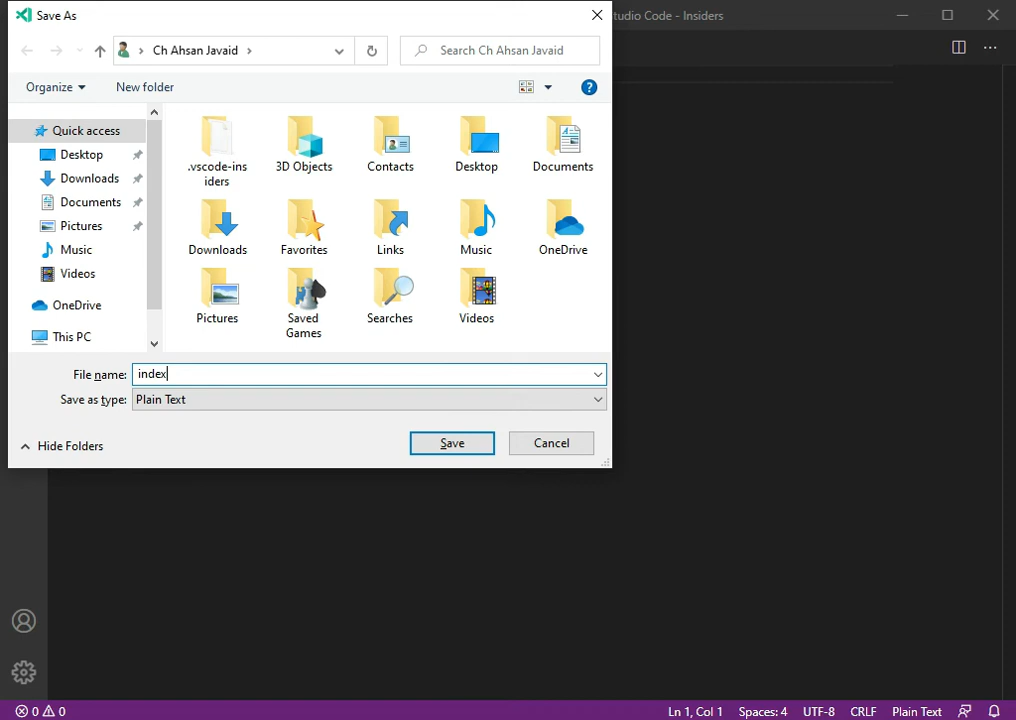 Save As
tudio Code - Insiders
Ch Ahsan Javaid
Search Ch Ahsan Javaid
Organize
New folder
Quick access
Desktop
Downloads
Documents
Pictures
Music
Videos
OneDrive
This PC
.vscode-ins
iders
3D Objects
Contacts
Desktop
Documents
Downloads
Favorites
Links
Music
OneDrive
Pictures
Saved
Games
Searches
Videos
File name: index
Save as type: Plain Text
Hide Folders
Save
Cancel
0 0 Ln 1, Col 1 Spaces: 4 UTF-8 CRLF Plain Text